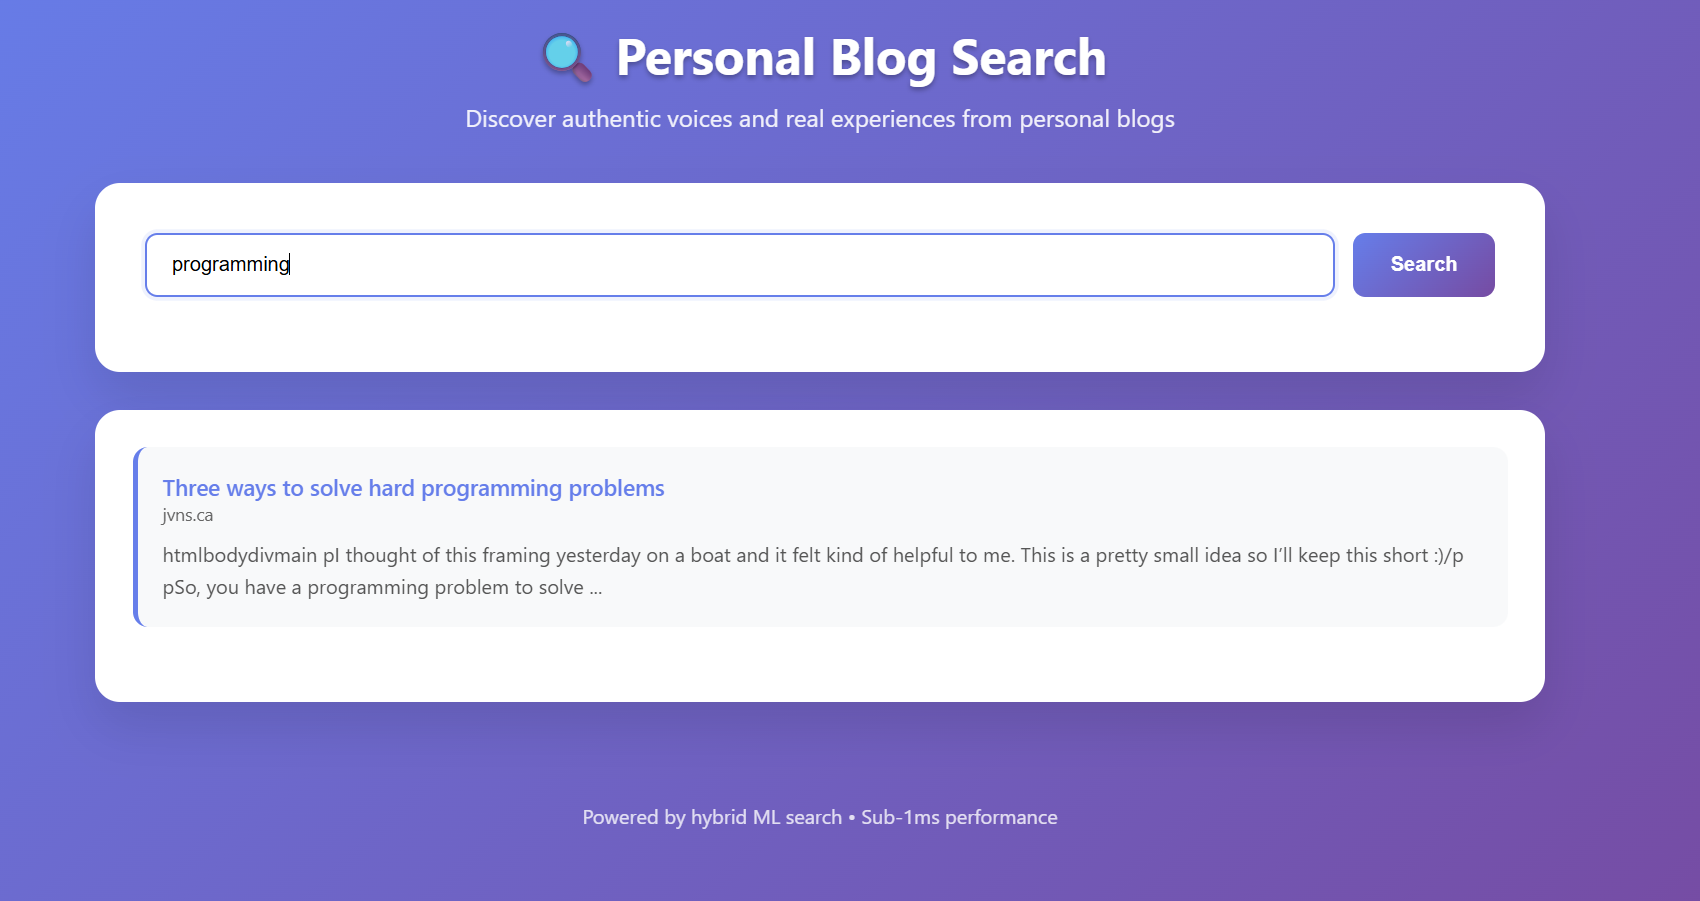 Personal Blog Search
Discover authentic voices and real experiences from personal blogs
programming
Search
Three ways to solve hard programming problems
jvns.ca
htmlbodydivmain pI thought of this framing yesterday on a boat and it felt kind of helpful to me. This is a pretty small idea so I’ll keep this short :)/p
pSo, you have a programming problem to solve ...
Powered by hybrid ML search • Sub-1ms performance